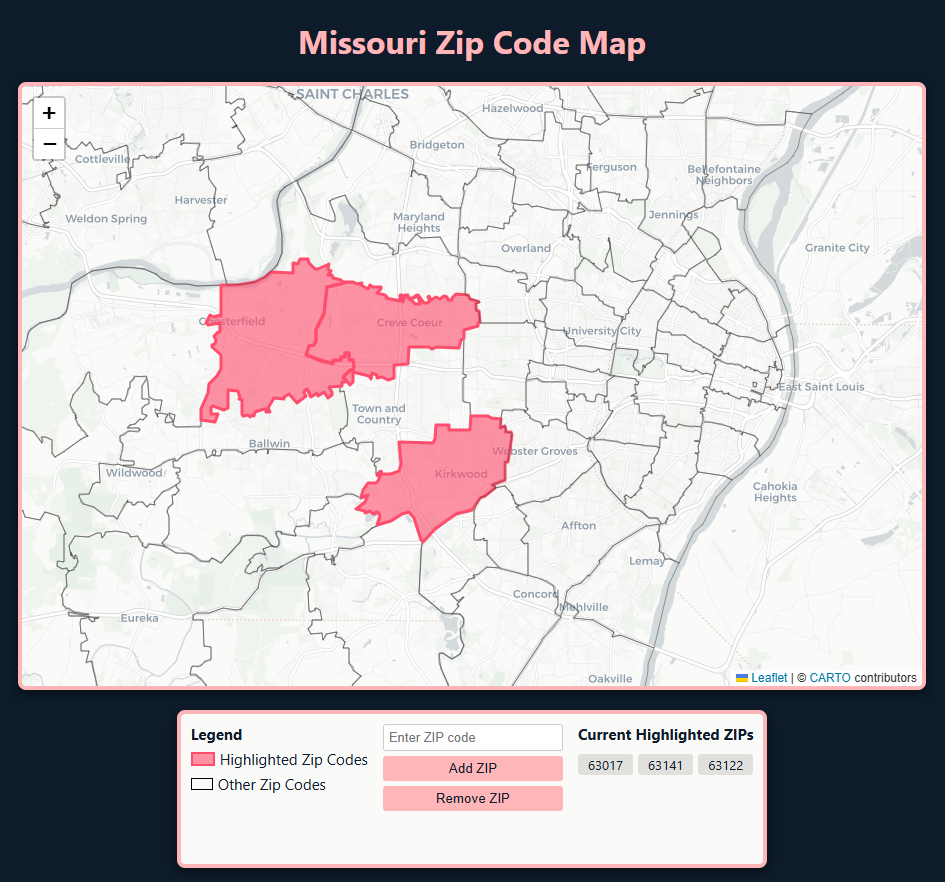 Missouri Zip Code Map
+
−
SAINT CHARLES
Hazelwood
Bridgeton
Cottleville
Ferguson
Bellefontaine
Neighbors
Harvester
Weldon Spring
Maryland
Heights
Jennings
Overland
Granite City
Chesterfield
Creve Coeur
University City
East Saint Louis
Town and
Country
Ballwin
Webster Groves
Wildwood
Kirkwood
Cahokia
Heights
Affton
Lemay
Concord
Mehlville
Eureka
Oakville
Leaflet | © CARTO contributors
Legend
Highlighted Zip Codes
Other Zip Codes
Enter ZIP code
Add ZIP
Remove ZIP
Current Highlighted ZIPs
63017 63141 63122